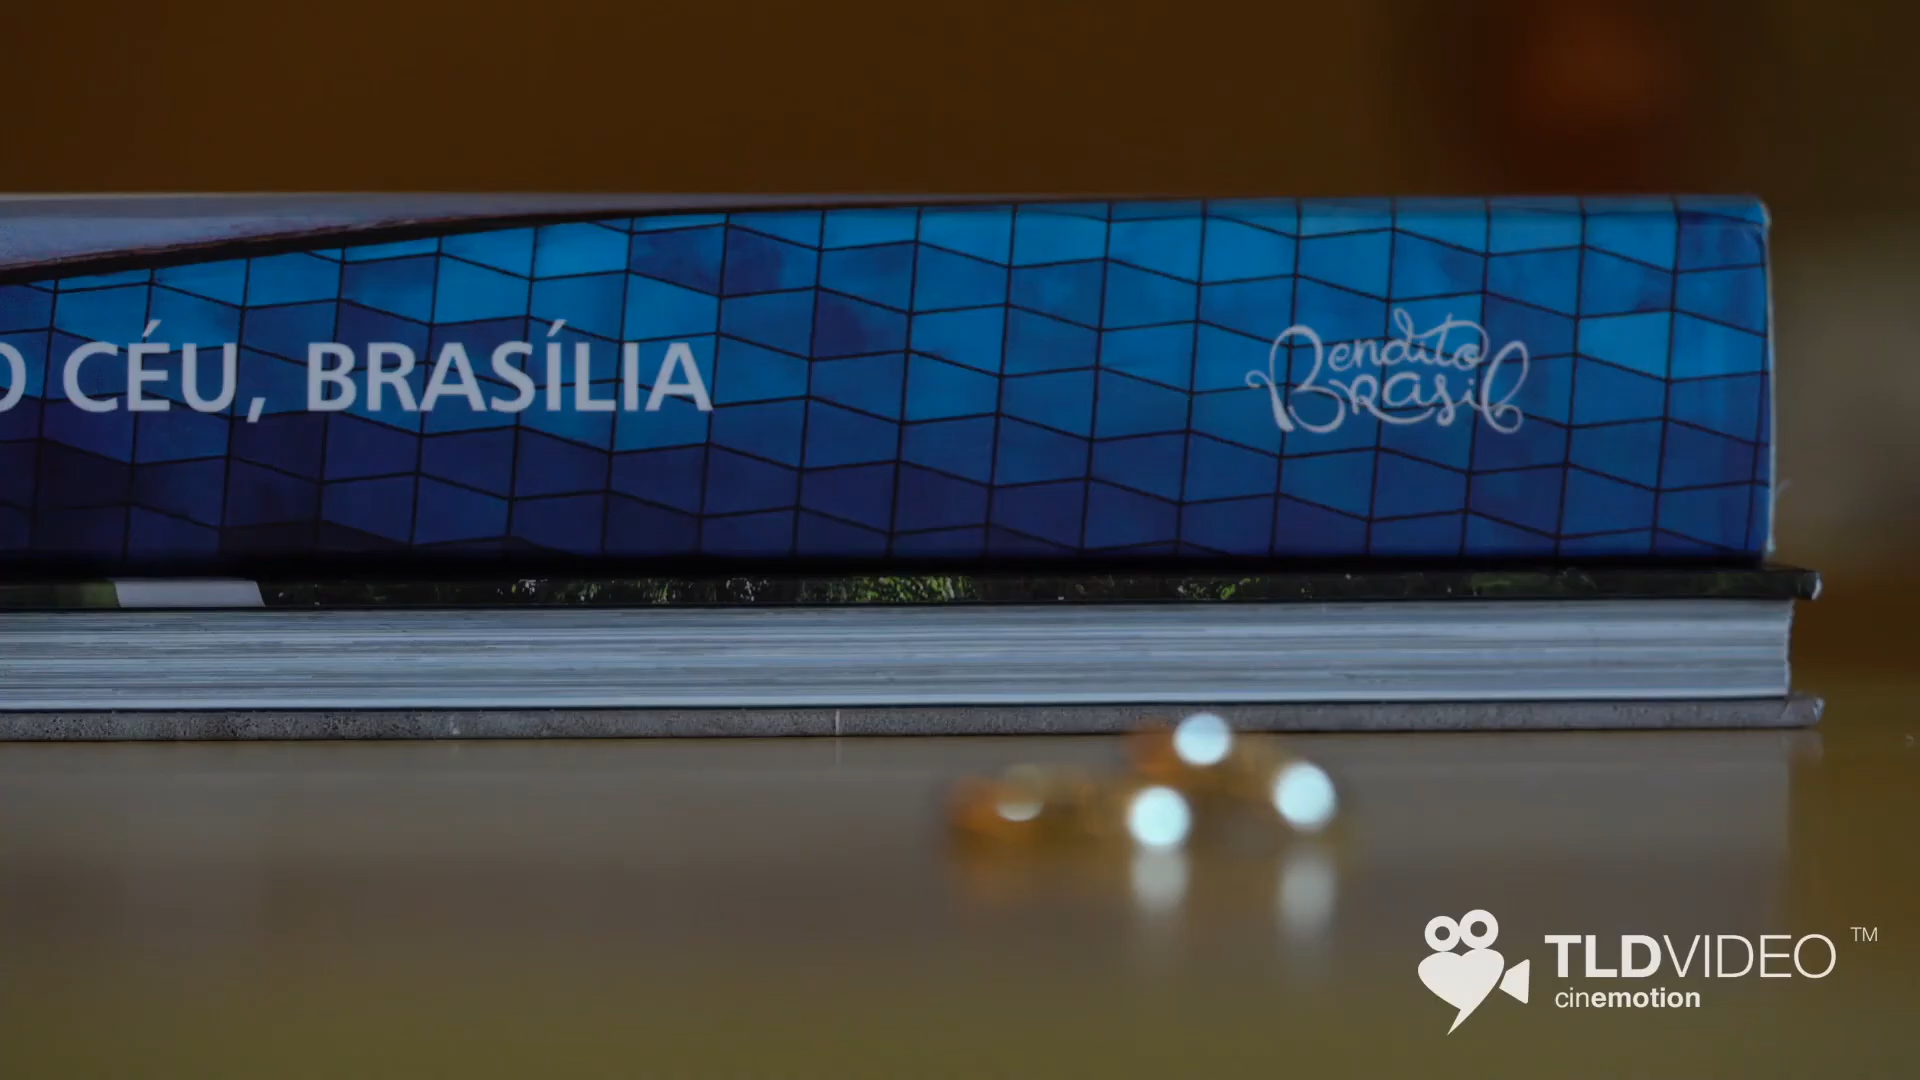 O CÉU, BRASÍLIA
Bendito
Brasil
TLDVIDEO ™
cinemotion